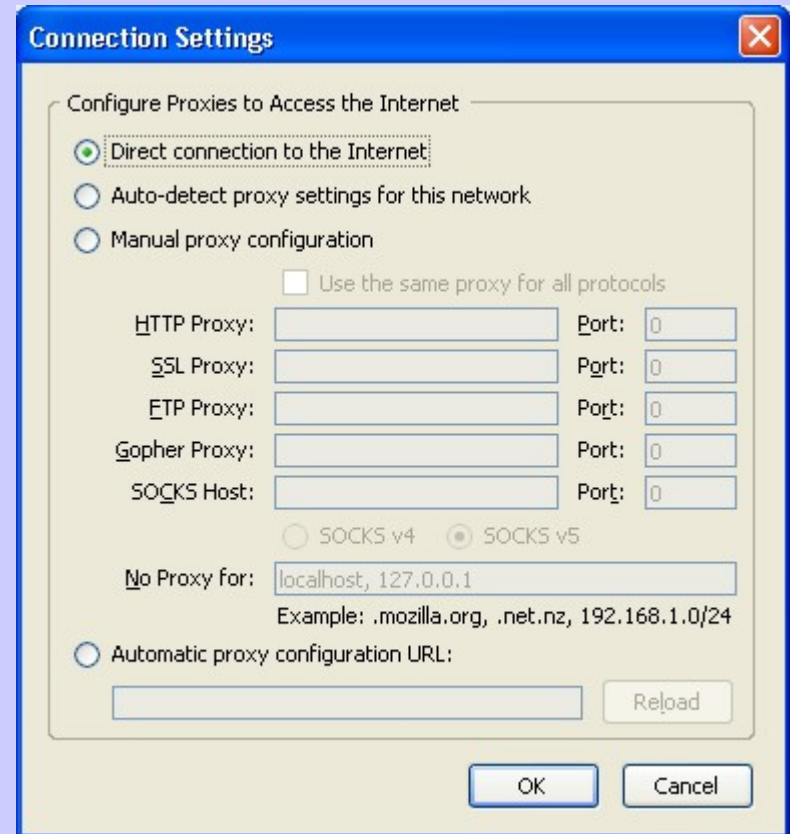 Connection Settings
Configure Proxies to Access the Internet
Direct connection to the Internet
Auto-detect proxy settings for this network
Manual proxy configuration
Use the same proxy for all protocols
HTTP Proxy: Port: 0
SSL Proxy: Port: 0
FTP Proxy: Port: 0
Gopher Proxy: Port: 0
SOCKS Host: Port: 0
SOCKS v4 SOCKS v5
No Proxy for: localhost, 127.0.0.1
Example: .mozilla.org, .net.nz, 192.168.1.0/24
Automatic proxy configuration URL:
Reload
OK Cancel